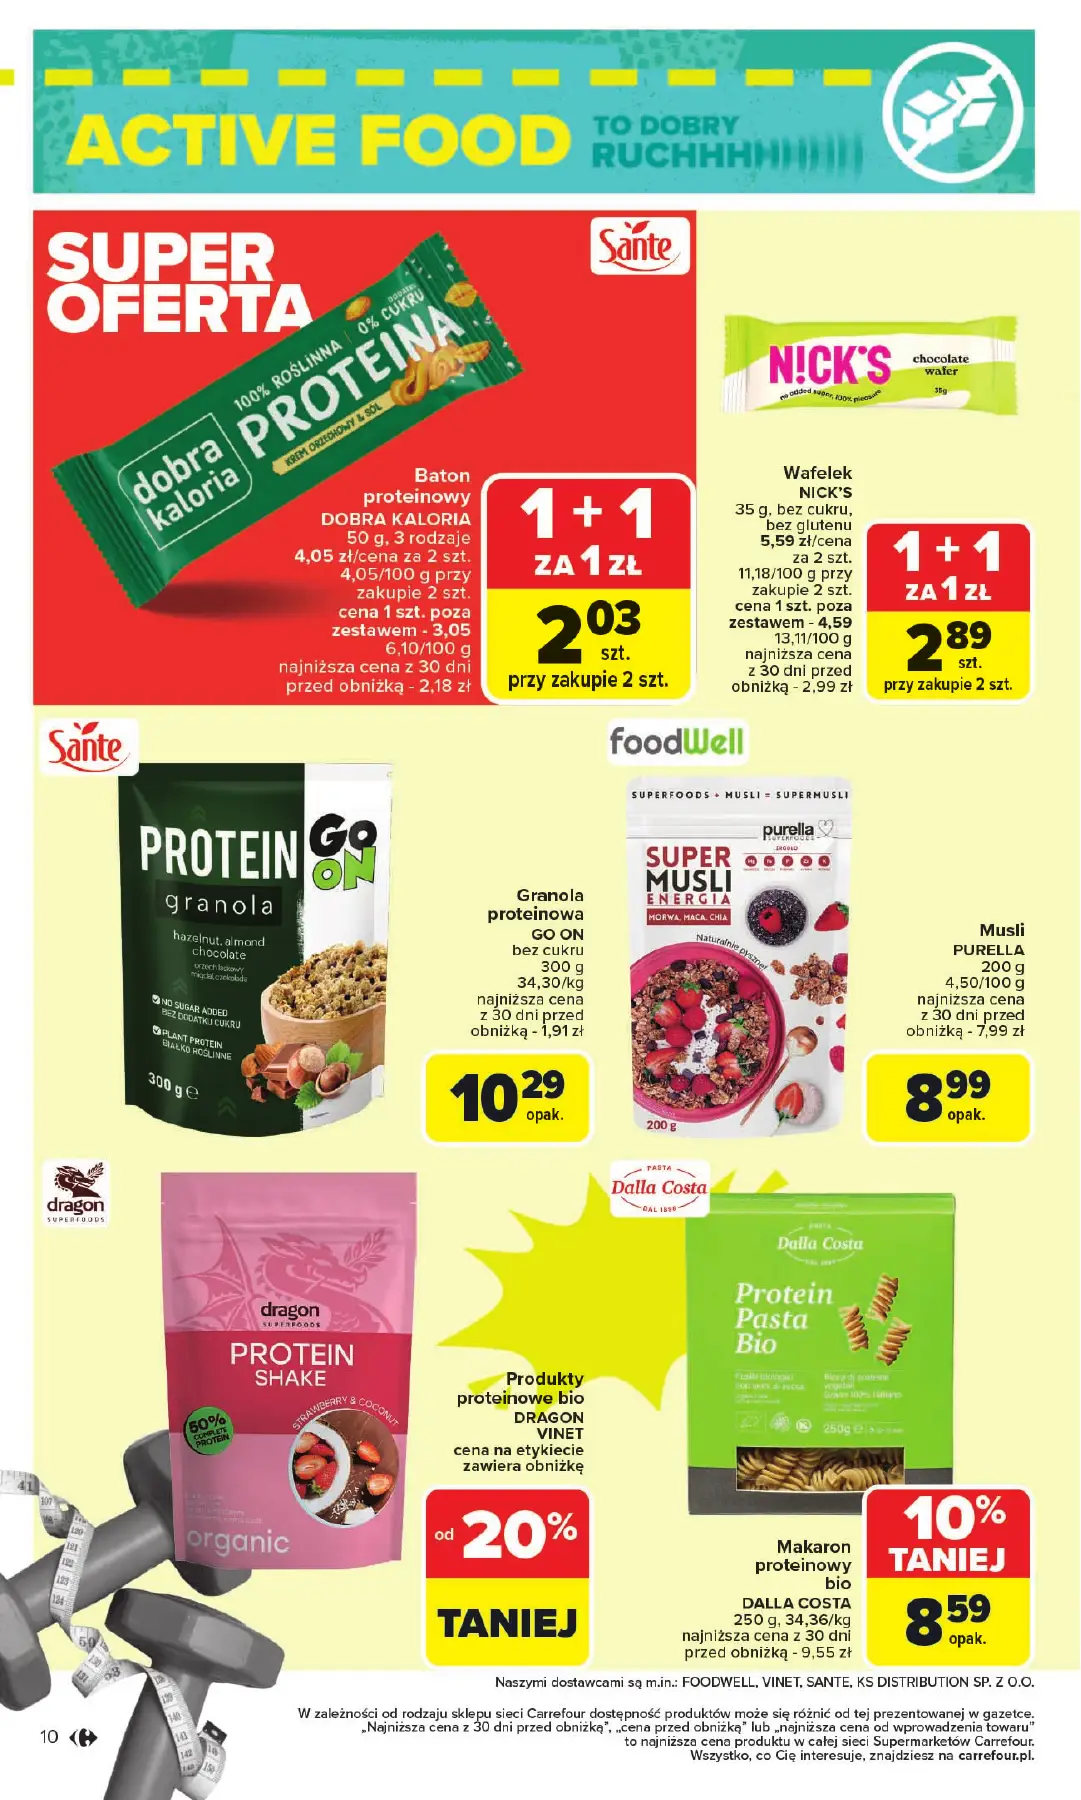 ACTIVE FOOD
TO DOBRY
RUCHHHH
SUPER
OFERTA
Sante
dobra
kaloria
100% ROŚLINNA
PROTEINA
0% CUKRU
KREM ORZECHOWY & SÓL
Baton
proteinowy
DOBRA KALORIA
50 g, 3 rodzaje
4,05 zł/cena za 2 szt.
4,05/100 g przy
zakupie 2 szt.
cena 1 szt. poza
zestawem - 3,05
6,10/100 g
najniższa cena z 30 dni
przed obniżką - 2,18 zł
1+1
ZA 1 ZŁ
2 03
szt.
przy zakupie 2 szt.
N!CK'S
chocolate
wafer
no added sugar, 100% pleasure
35g
Wafelek
NICK'S
35 g, bez cukru,
bez glutenu
5,59 zł/cena
za 2 szt.
11,18/100 g przy
zakupie 2 szt.
cena 1 szt. poza
zestawem - 4,59
13,11/100 g
najniższa cena
z 30 dni przed
obniżką - 2,99 zł
1+1
ZA 1 ZŁ
2 89
szt.
przy zakupie 2 szt.
Sante
PROTEIN
GO
ON
granola
hazelnut, almond
chocolate
orzech laskowy
migdał, czekolada
NO SUGAR ADDED
BEZ DODATKU CUKRU
PLANT PROTEIN
BIAŁKO ROŚLINNE
300 g e
Granola
proteinowa
GO ON
bez cukru
300 g
34,30/kg
najniższa cena
z 30 dni przed
obniżką - 1,91 zł
10 29
opak.
foodWell
SUPERFOODS + MUSLI = SUPERMUSLI
purella
SUPERFOODS
SUPER
MUSLI
ENERGIA
MORWA, MACA, CHIA
Naturalnie pyszne!
200 g
Musli
PURELLA
200 g
4,50/100 g
najniższa cena
z 30 dni przed
obniżką - 7,99 zł
8 99
opak.
dragon
SUPERFOODS
dragon
SUPERFOODS
PROTEIN
SHAKE
STRAWBERRY & COCONUT
50%
COMPLETE
PROTEIN
organic
Produkty
proteinowe bio
DRAGON
VINET
cena na etykiecie
zawiera obniżkę
od 20%
TANIEJ
PASTA
Dalla Costa
DAL 1898
PASTA
Dalla Costa
Protein
Pasta
Bio
250g e
Makaron
proteinowy
bio
DALLA COSTA
250 g, 34,36/kg
najniższa cena z 30 dni
przed obniżką - 9,55 zł
10%
TANIEJ
8 59
opak.
Naszymi dostawcami są m.in.: FOODWELL, VINET, SANTE, KS DISTRIBUTION SP. Z O.O.
W zależności od rodzaju sklepu sieci Carrefour dostępność produktów może się różnić od tej prezentowanej w gazetce.
„Najniższa cena z 30 dni przed obniżką", „cena przed obniżką" lub „najniższa cena od wprowadzenia towaru"
to najniższa cena produktu w całej sieci Supermarketów Carrefour.
Wszystko, co Cię interesuje, znajdziesz na carrefour.pl.
10